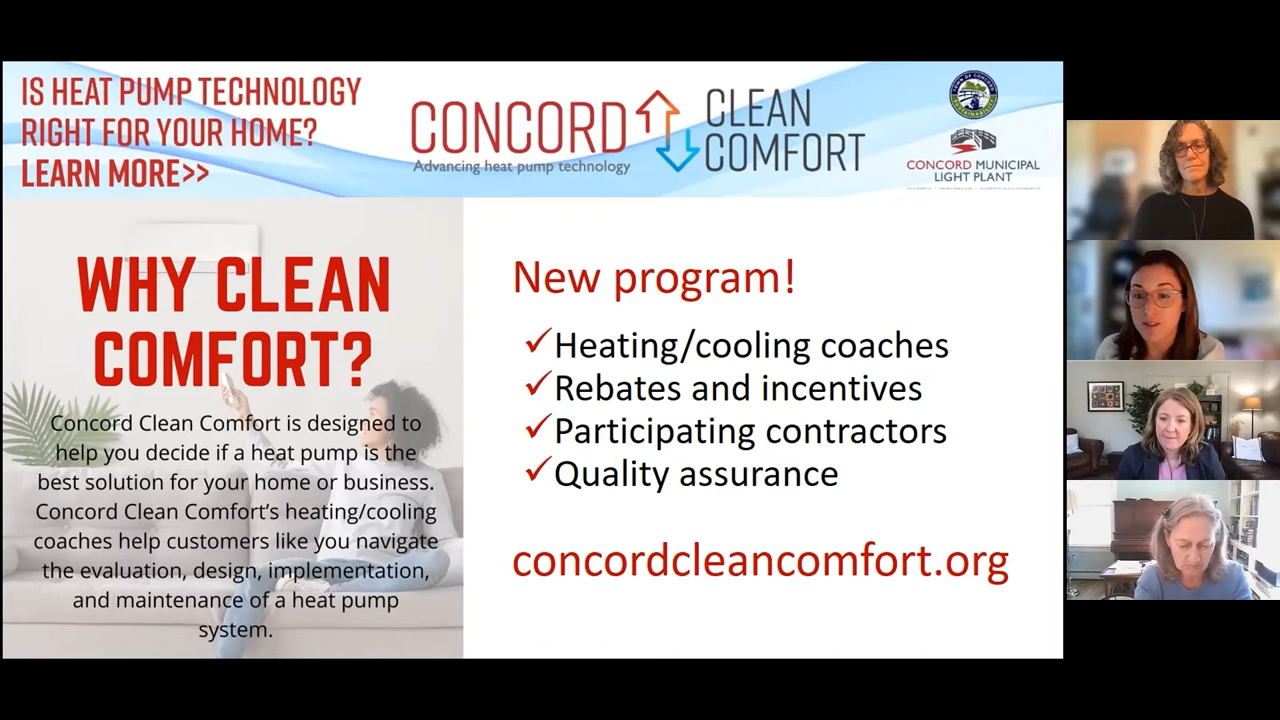 IS HEAT PUMP TECHNOLOGY
RIGHT FOR YOUR HOME?
LEARN MORE>>
CONCORD
Advancing heat pump technology
CLEAN
COMFORT
CONCORD MUNICIPAL
LIGHT PLANT
WHY CLEAN
COMFORT?
Concord Clean Comfort is designed to
help you decide if a heat pump is the
best solution for your home or business.
Concord Clean Comfort's heating/cooling
coaches help customers like you navigate
the evaluation, design, implementation,
and maintenance of a heat pump
system.
New program!
Heating/cooling coaches
Rebates and incentives
Participating contractors
Quality assurance
concordcleancomfort.org